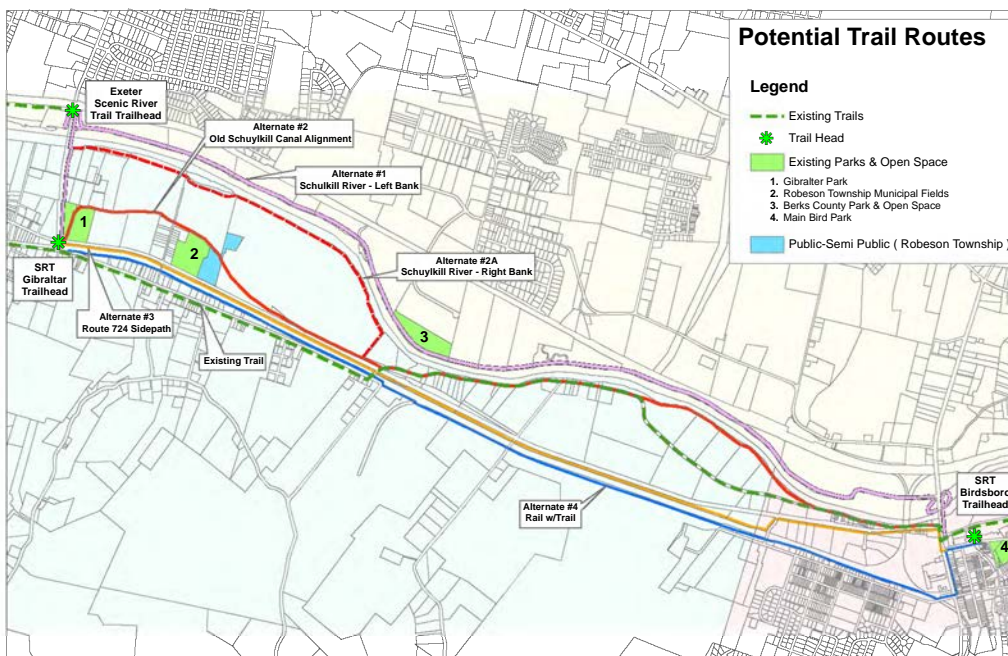 Potential Trail Routes
Legend
Existing Trails
Trail Head
Existing Parks & Open Space
1. Gibralter Park
2. Robeson Township Municipal Fields
3. Berks County Park & Open Space
4. Main Bird Park
Public-Semi Public ( Robeson Township )
Exeter
Scenic River
Trail Trailhead
Alternate #2
Old Schuylkill Canal Alignment
Alternate #1
Schulkill River - Left Bank
1
2
Alternate #2A
Schuylkill River - Right Bank
SRT
Gibraltar
Trailhead
Alternate #3
Route 724 Sidepath
3
Existing Trail
Alternate #4
Rail w/Trail
SRT
Birdsboro
Trailhead
4